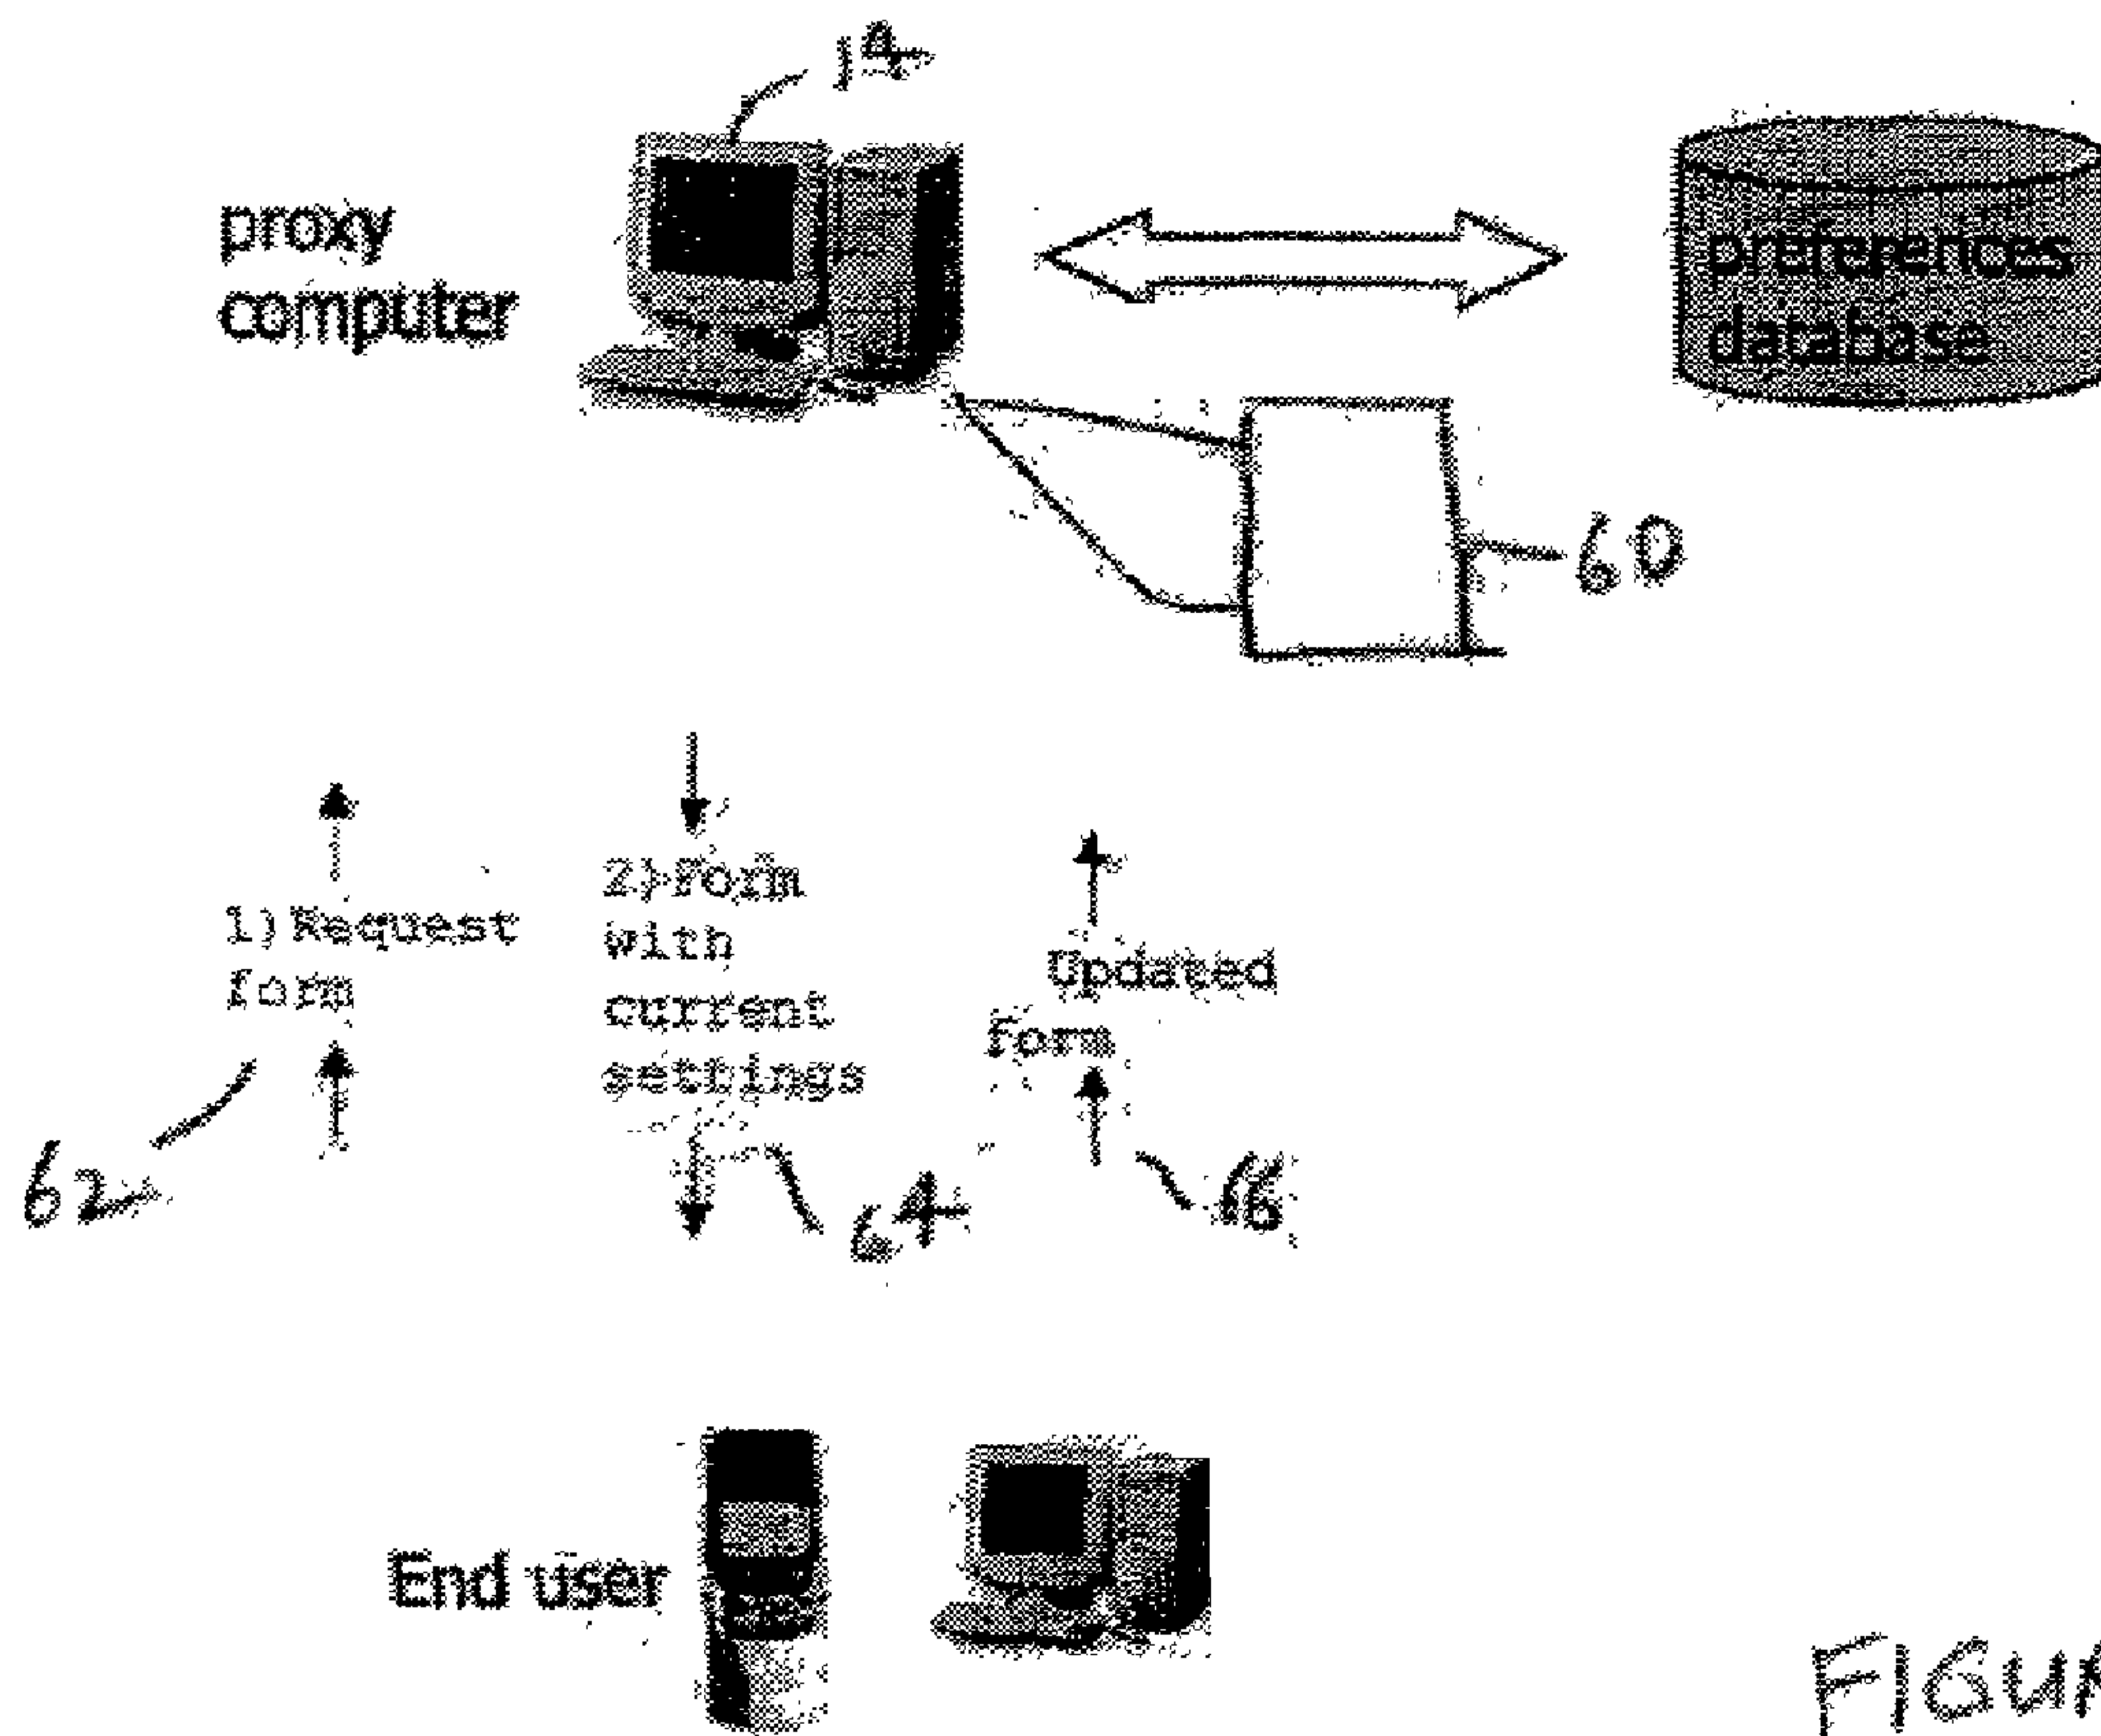 14
proxy
computer
preferences
database
60
1) Request
form
2) Form
with
current
settings
Updated
form
62
64
66
End user